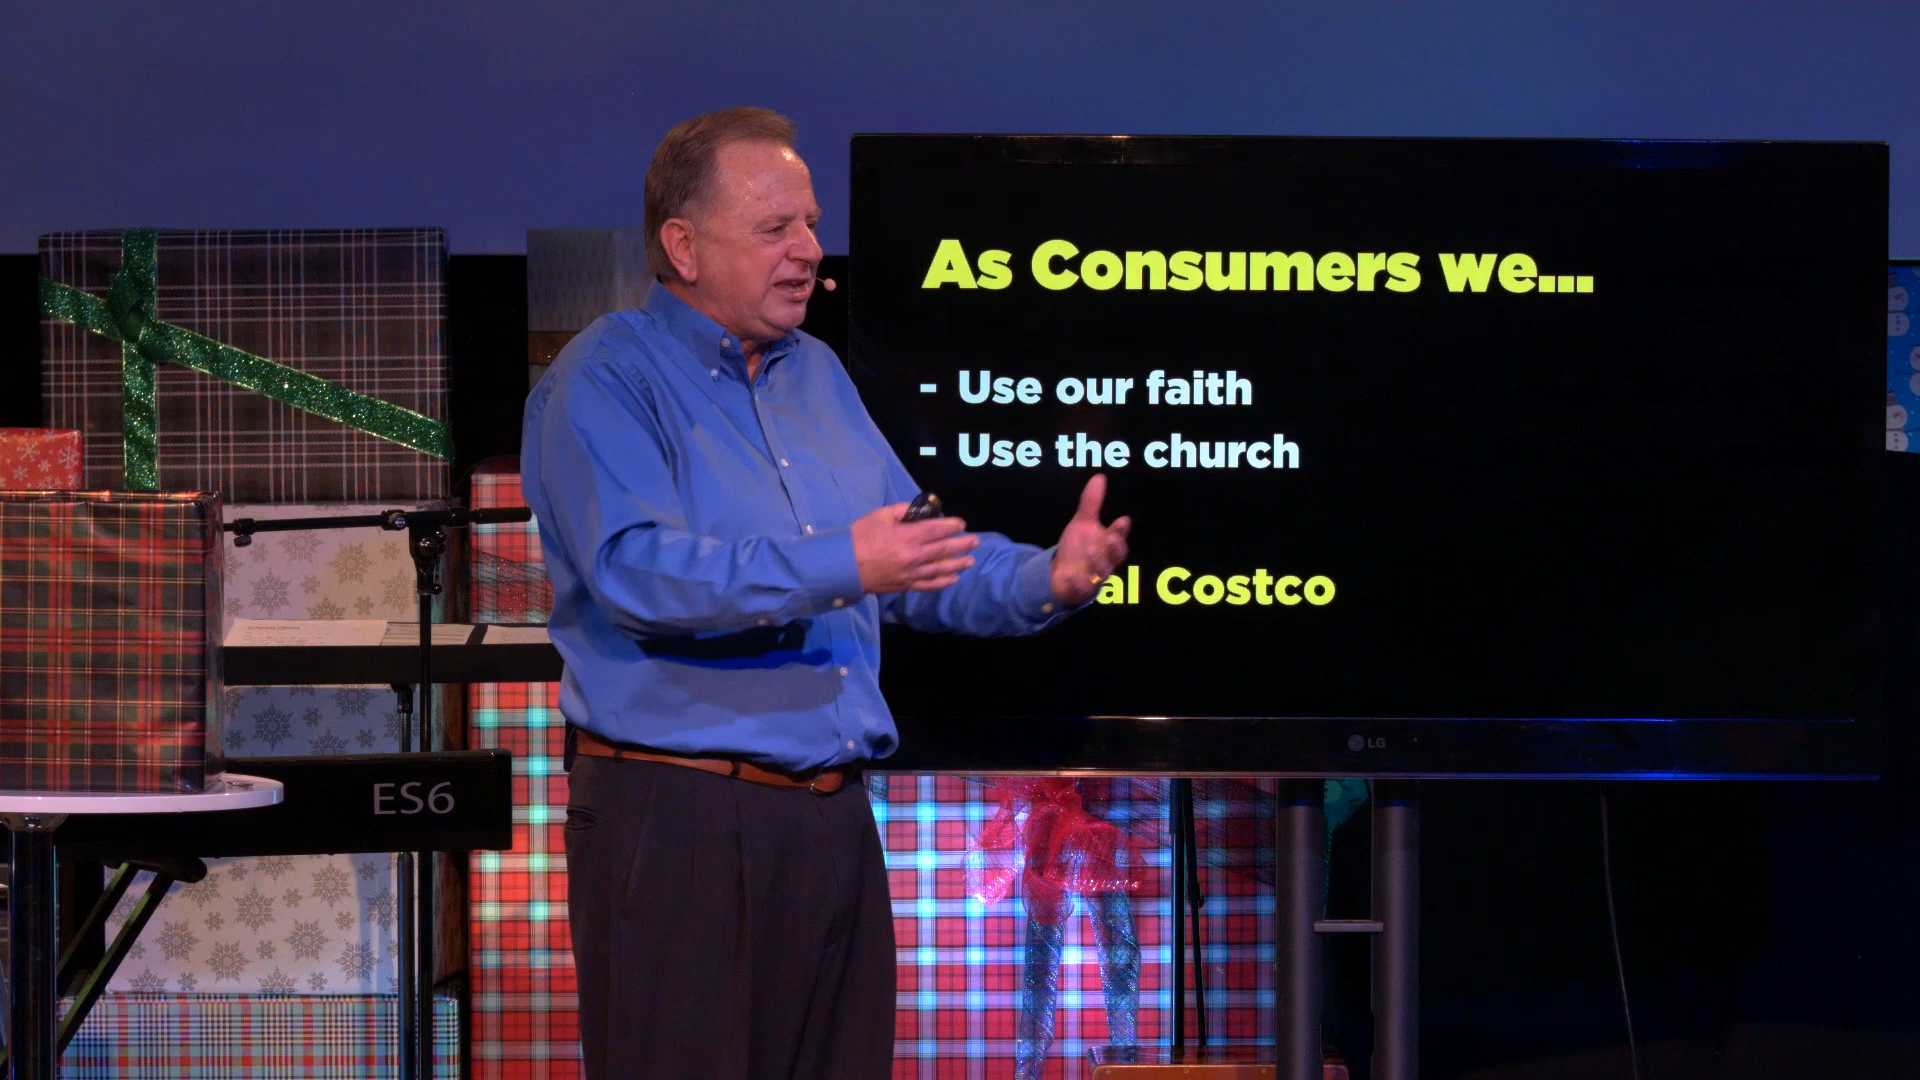 As Consumers we...
- Use our faith
- Use the church
al Costco
LG
ES6